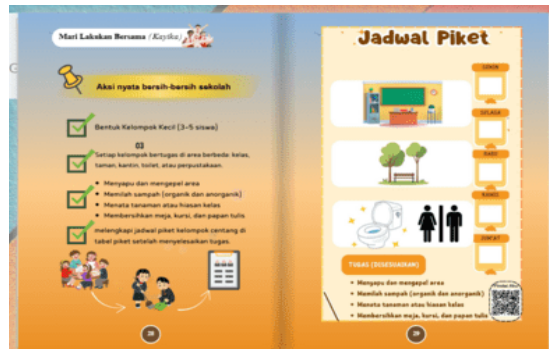 Mari Lakukan Bersama (Kayika)
Aksi nyata bersih-bersih sekolah
Bentuk Kelompok Kecil (3-5 siswa)
03
Setiap kelompok bertugas di area berbeda: kelas,
taman, kantin, toilet, atau perpustakaan.
• Menyapu dan mengepel area
• Memilah sampah (organik dan anorganik)
• Menata tanaman atau hiasan kelas
• Membersihkan meja, kursi, dan papan tulis
melengkapi jadwal piket kelompok centang di
tabel piket setelah menyelesaikan tugas.
28
Jadwal Piket
SENIN
SELASA
RABU
KAMIS
JUM'AT
TUGAS (DISESUAIKAN)
• Menyapu dan mengepel area
• Memilah sampah (organik dan anorganik)
• Menata tanaman atau hiasan kelas
• Membersihkan meja, kursi, dan papan tulis
29